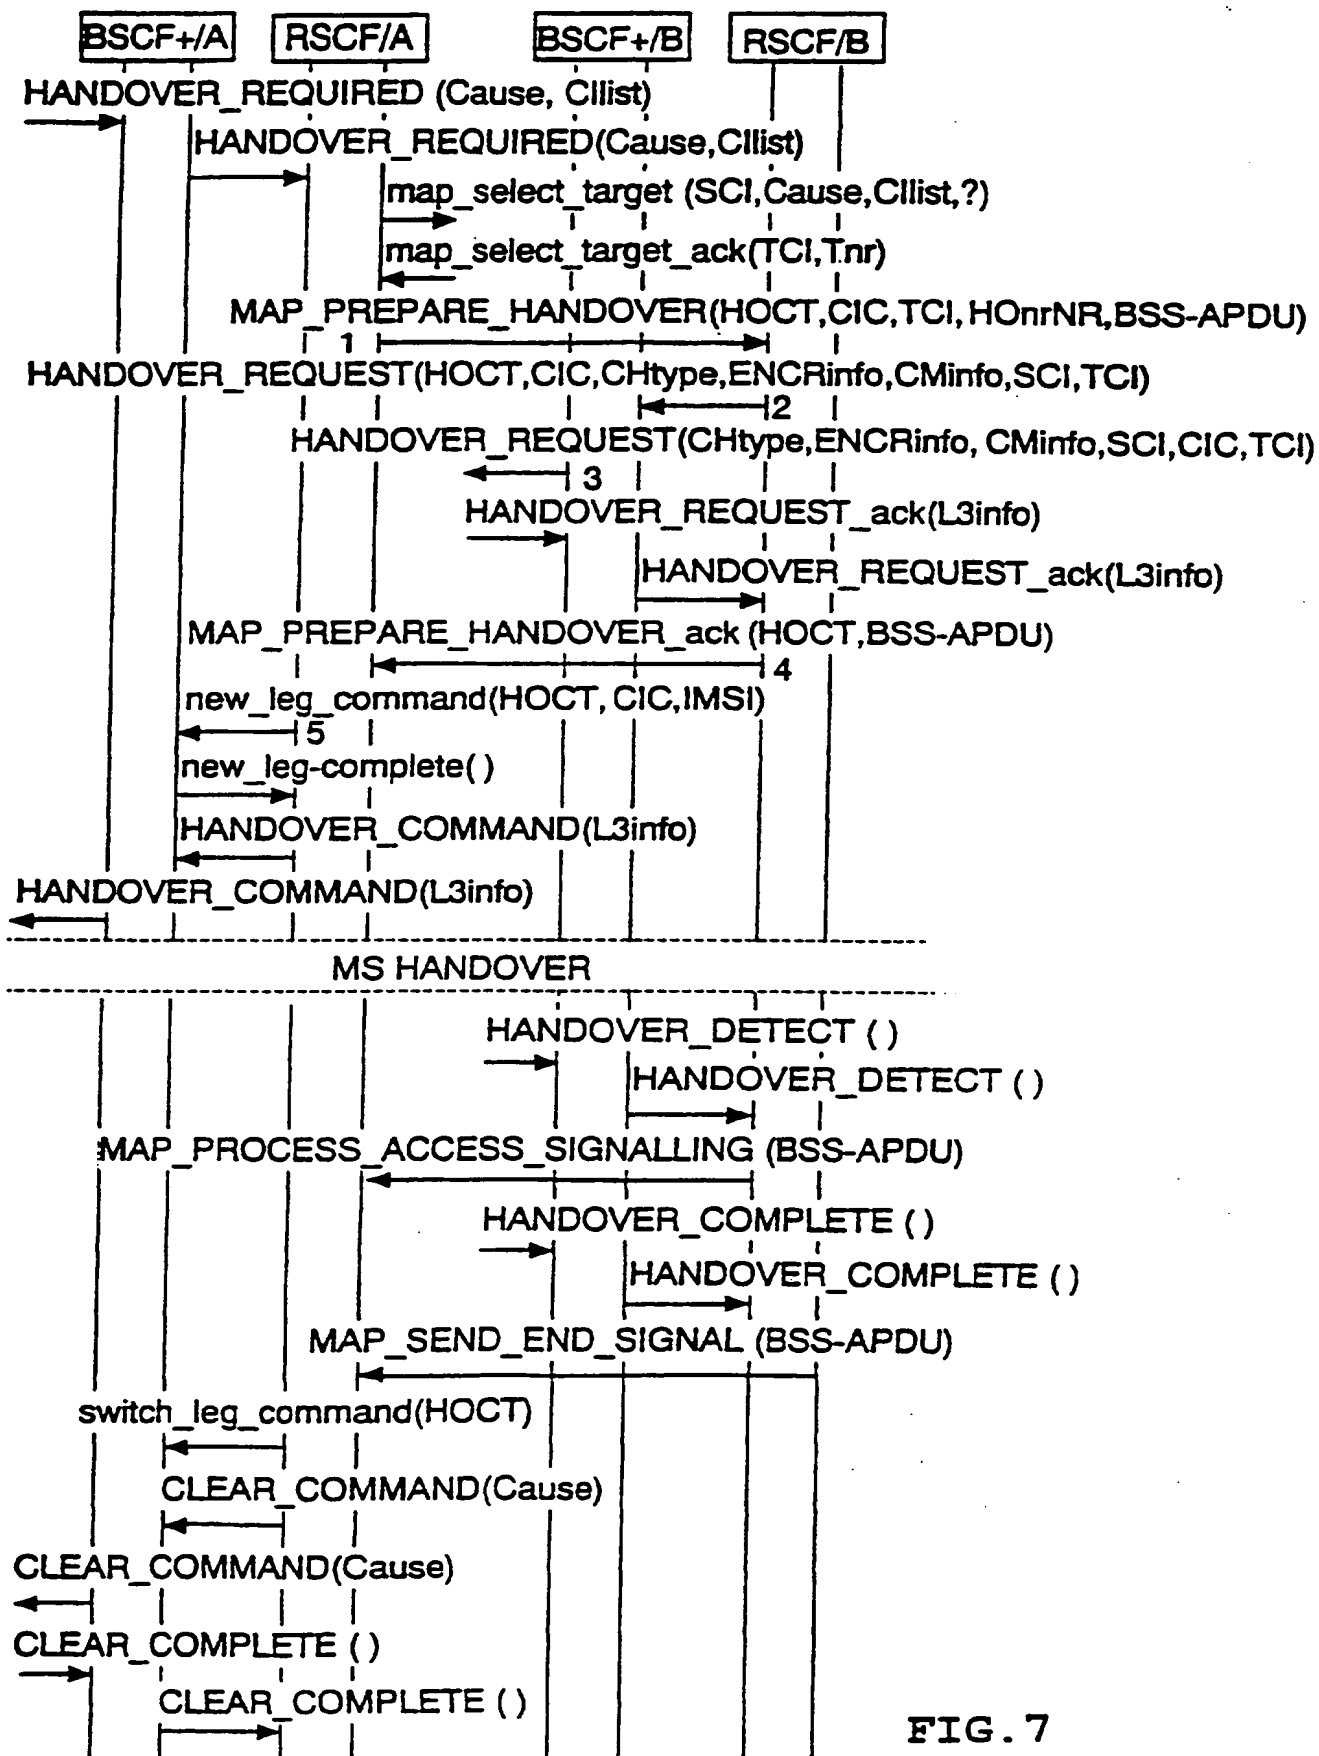 BSCF+/A RSCF/A BSCF+/B RSCF/B
HANDOVER_REQUIRED (Cause, CIlist)
HANDOVER_REQUIRED(Cause,CIlist)
map_select_target (SCI,Cause,CIlist,?)
map_select_target_ack(TCI,Tnr)
MAP_PREPARE_HANDOVER(HOCT,CIC,TCI,HOnrNR,BSS-APDU)
1
HANDOVER_REQUEST(HOCT,CIC,CHtype,ENCRinfo,CMinfo,SCI,TCI)
2
HANDOVER_REQUEST(CHtype,ENCRinfo, CMinfo,SCI,CIC,TCI)
3
HANDOVER_REQUEST_ack(L3info)
HANDOVER_REQUEST_ack(L3info)
MAP_PREPARE_HANDOVER_ack (HOCT,BSS-APDU)
4
new_leg_command(HOCT, CIC,IMSI)
5
new_leg-complete()
HANDOVER_COMMAND(L3info)
HANDOVER_COMMAND(L3info)
MS HANDOVER
HANDOVER_DETECT ( )
HANDOVER_DETECT ( )
MAP_PROCESS_ACCESS_SIGNALLING (BSS-APDU)
HANDOVER_COMPLETE ( )
HANDOVER_COMPLETE ( )
MAP_SEND_END_SIGNAL (BSS-APDU)
switch_leg_command(HOCT)
CLEAR_COMMAND(Cause)
CLEAR_COMMAND(Cause)
CLEAR_COMPLETE ( )
CLEAR_COMPLETE ( )
FIG.7